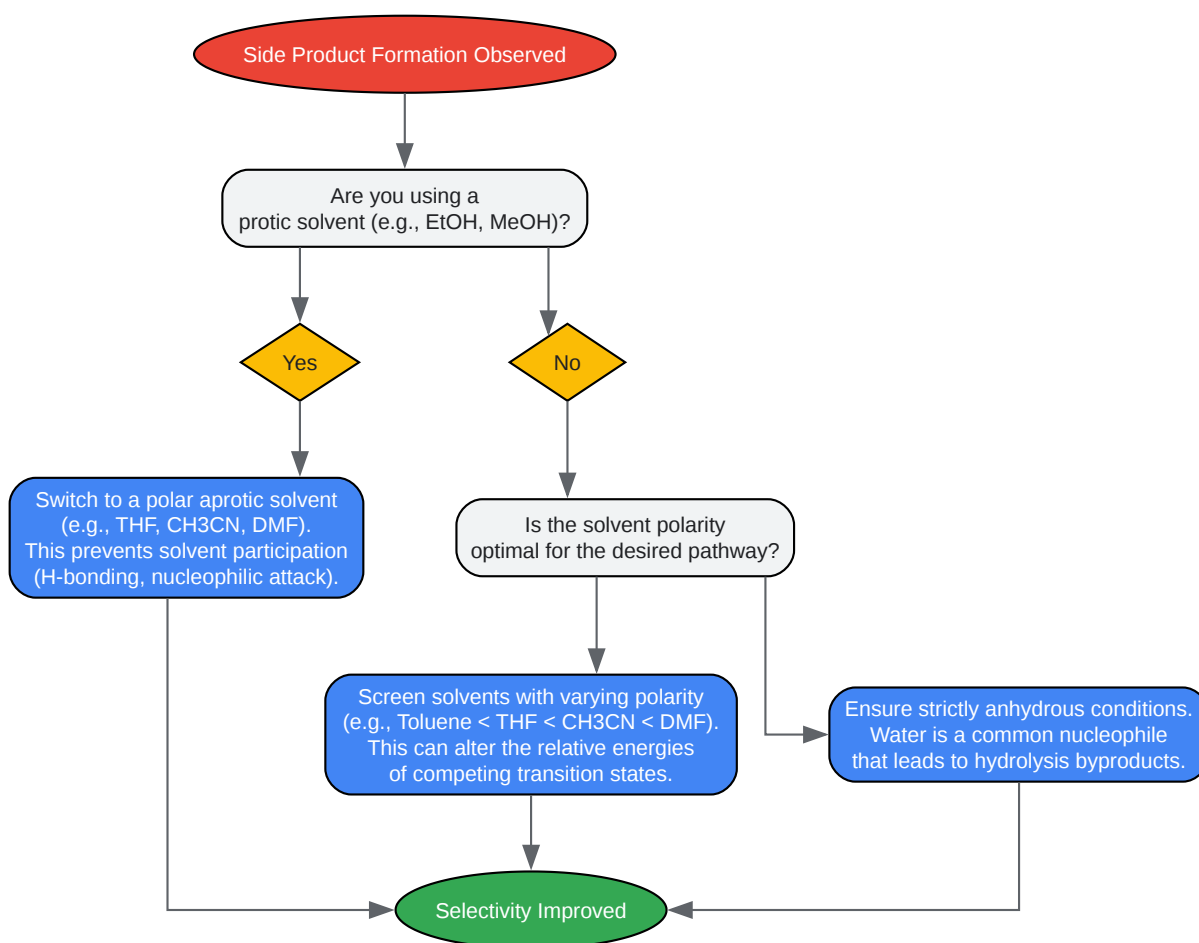 Side Product Formation Observed
Are you using a
protic solvent (e.g., EtOH, MeOH)?
Yes
No
Switch to a polar aprotic solvent
(e.g., THF, CH3CN, DMF).
This prevents solvent participation
(H-bonding, nucleophilic attack).
Is the solvent polarity
optimal for the desired pathway?
Screen solvents with varying polarity
(e.g., Toluene < THF < CH3CN < DMF).
This can alter the relative energies
of competing transition states.
Ensure strictly anhydrous conditions.
Water is a common nucleophile
that leads to hydrolysis byproducts.
Selectivity Improved